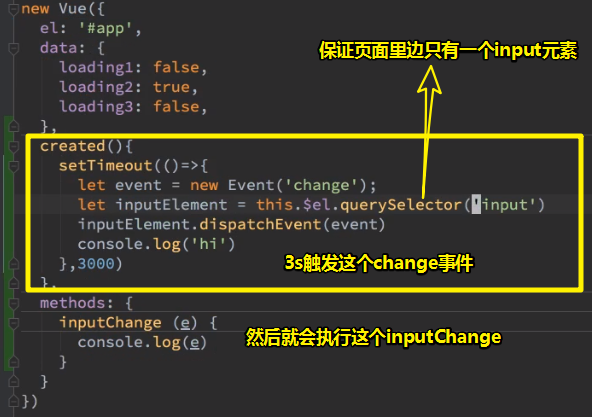 new Vue({
el: '#app',
data: {
保证页面里边只有一个input元素
loading1: false,
loading2: true,
loading3: false,
},
created(){
setTimeout(()=>{
let event = new Event('change');
let inputElement = this.$el.querySelector('input')
inputElement.dispatchEvent(event)
console.log('hi')
},3000)
3s触发这个change事件
},
methods: {
inputChange (e) {
然后就会执行这个inputChange
console.log(e)
}
}
})